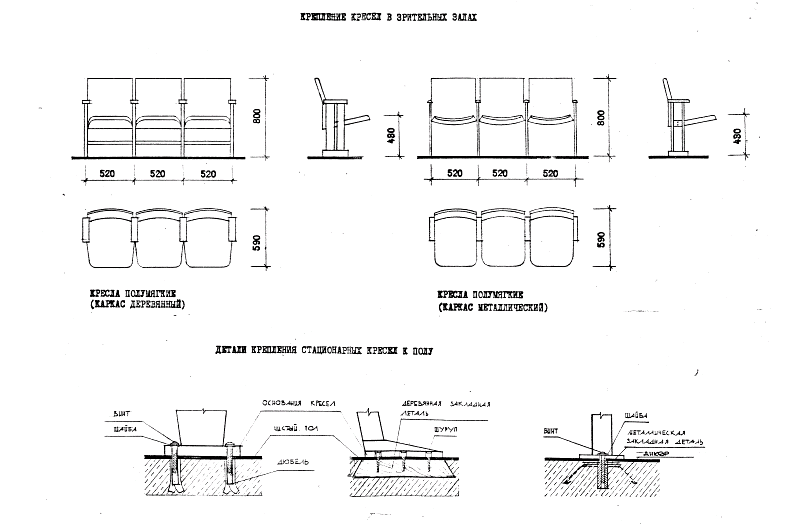 КРЕПЛЕНИЕ КРЕСЕЛ В ЗРИТЕЛЬНЫХ ЗАЛАХ
800
480
800
430
520 520 520
520 520 520
590
590
КРЕСЛА ПОЛУМЯГКИЕ
(КАРКАС ДЕРЕВЯННЫЙ)
КРЕСЛА ПОЛУМЯГКИЕ
(КАРКАС МЕТАЛЛИЧЕСКИЙ)
ДЕТАЛИ КРЕПЛЕНИЯ СТАЦИОНАРНЫХ КРЕСЕЛ К ПОЛУ
ВИНТ
ШАЙБА
ОСНОВАНИЯ КРЕСЕЛ
ЧИСТЫЙ ПОЛ
ДЮБЕЛЬ
ДЕРЕВЯННАЯ ЗАКЛАДНАЯ
ДЕТАЛЬ
ШУРУП
ВИНТ
ШАЙБА
МЕТАЛЛИЧЕСКАЯ
ЗАКЛАДНАЯ ДЕТАЛЬ
АНКЕР